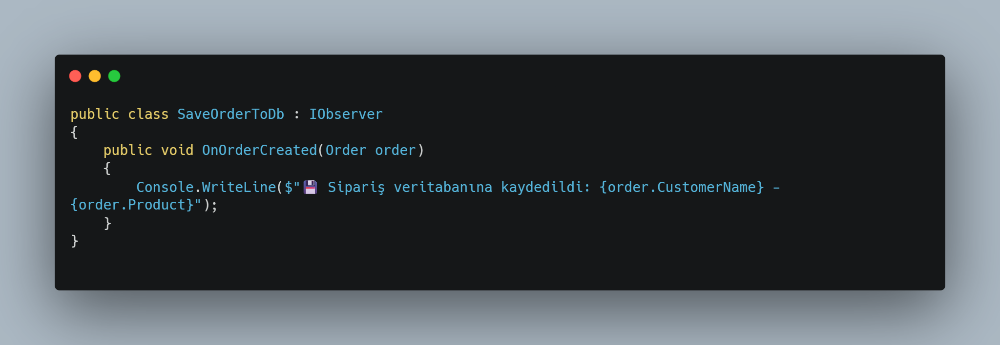 public class SaveOrderToDb : IObserver
{
    public void OnOrderCreated(Order order)
    {
        Console.WriteLine($"💾 Sipariş veritabanına kaydedildi: {order.CustomerName} -
{order.Product}");
    }
}